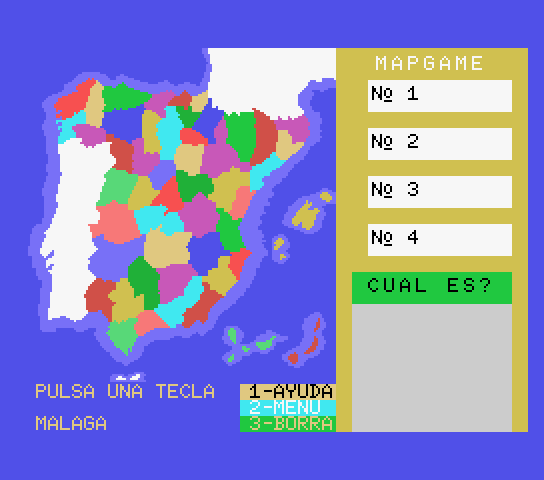 MAPGAME
Nº 1
Nº 2
Nº 3
Nº 4
CUAL ES?
PULSA UNA TECLA
MALAGA
1-AYUDA
2-MENU
3-BORRA